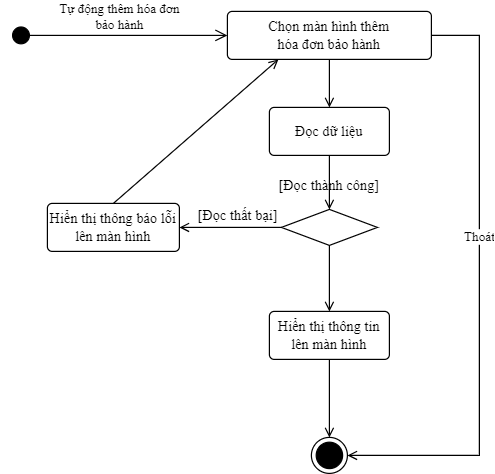 Tự động thêm hóa đơn
bảo hành
Chọn màn hình thêm
hóa đơn bảo hành
Đọc dữ liệu
[Đọc thành công]
[Đọc thất bại]
Hiển thị thông báo lỗi
lên màn hình
Thoát
Hiển thị thông tin
lên màn hình